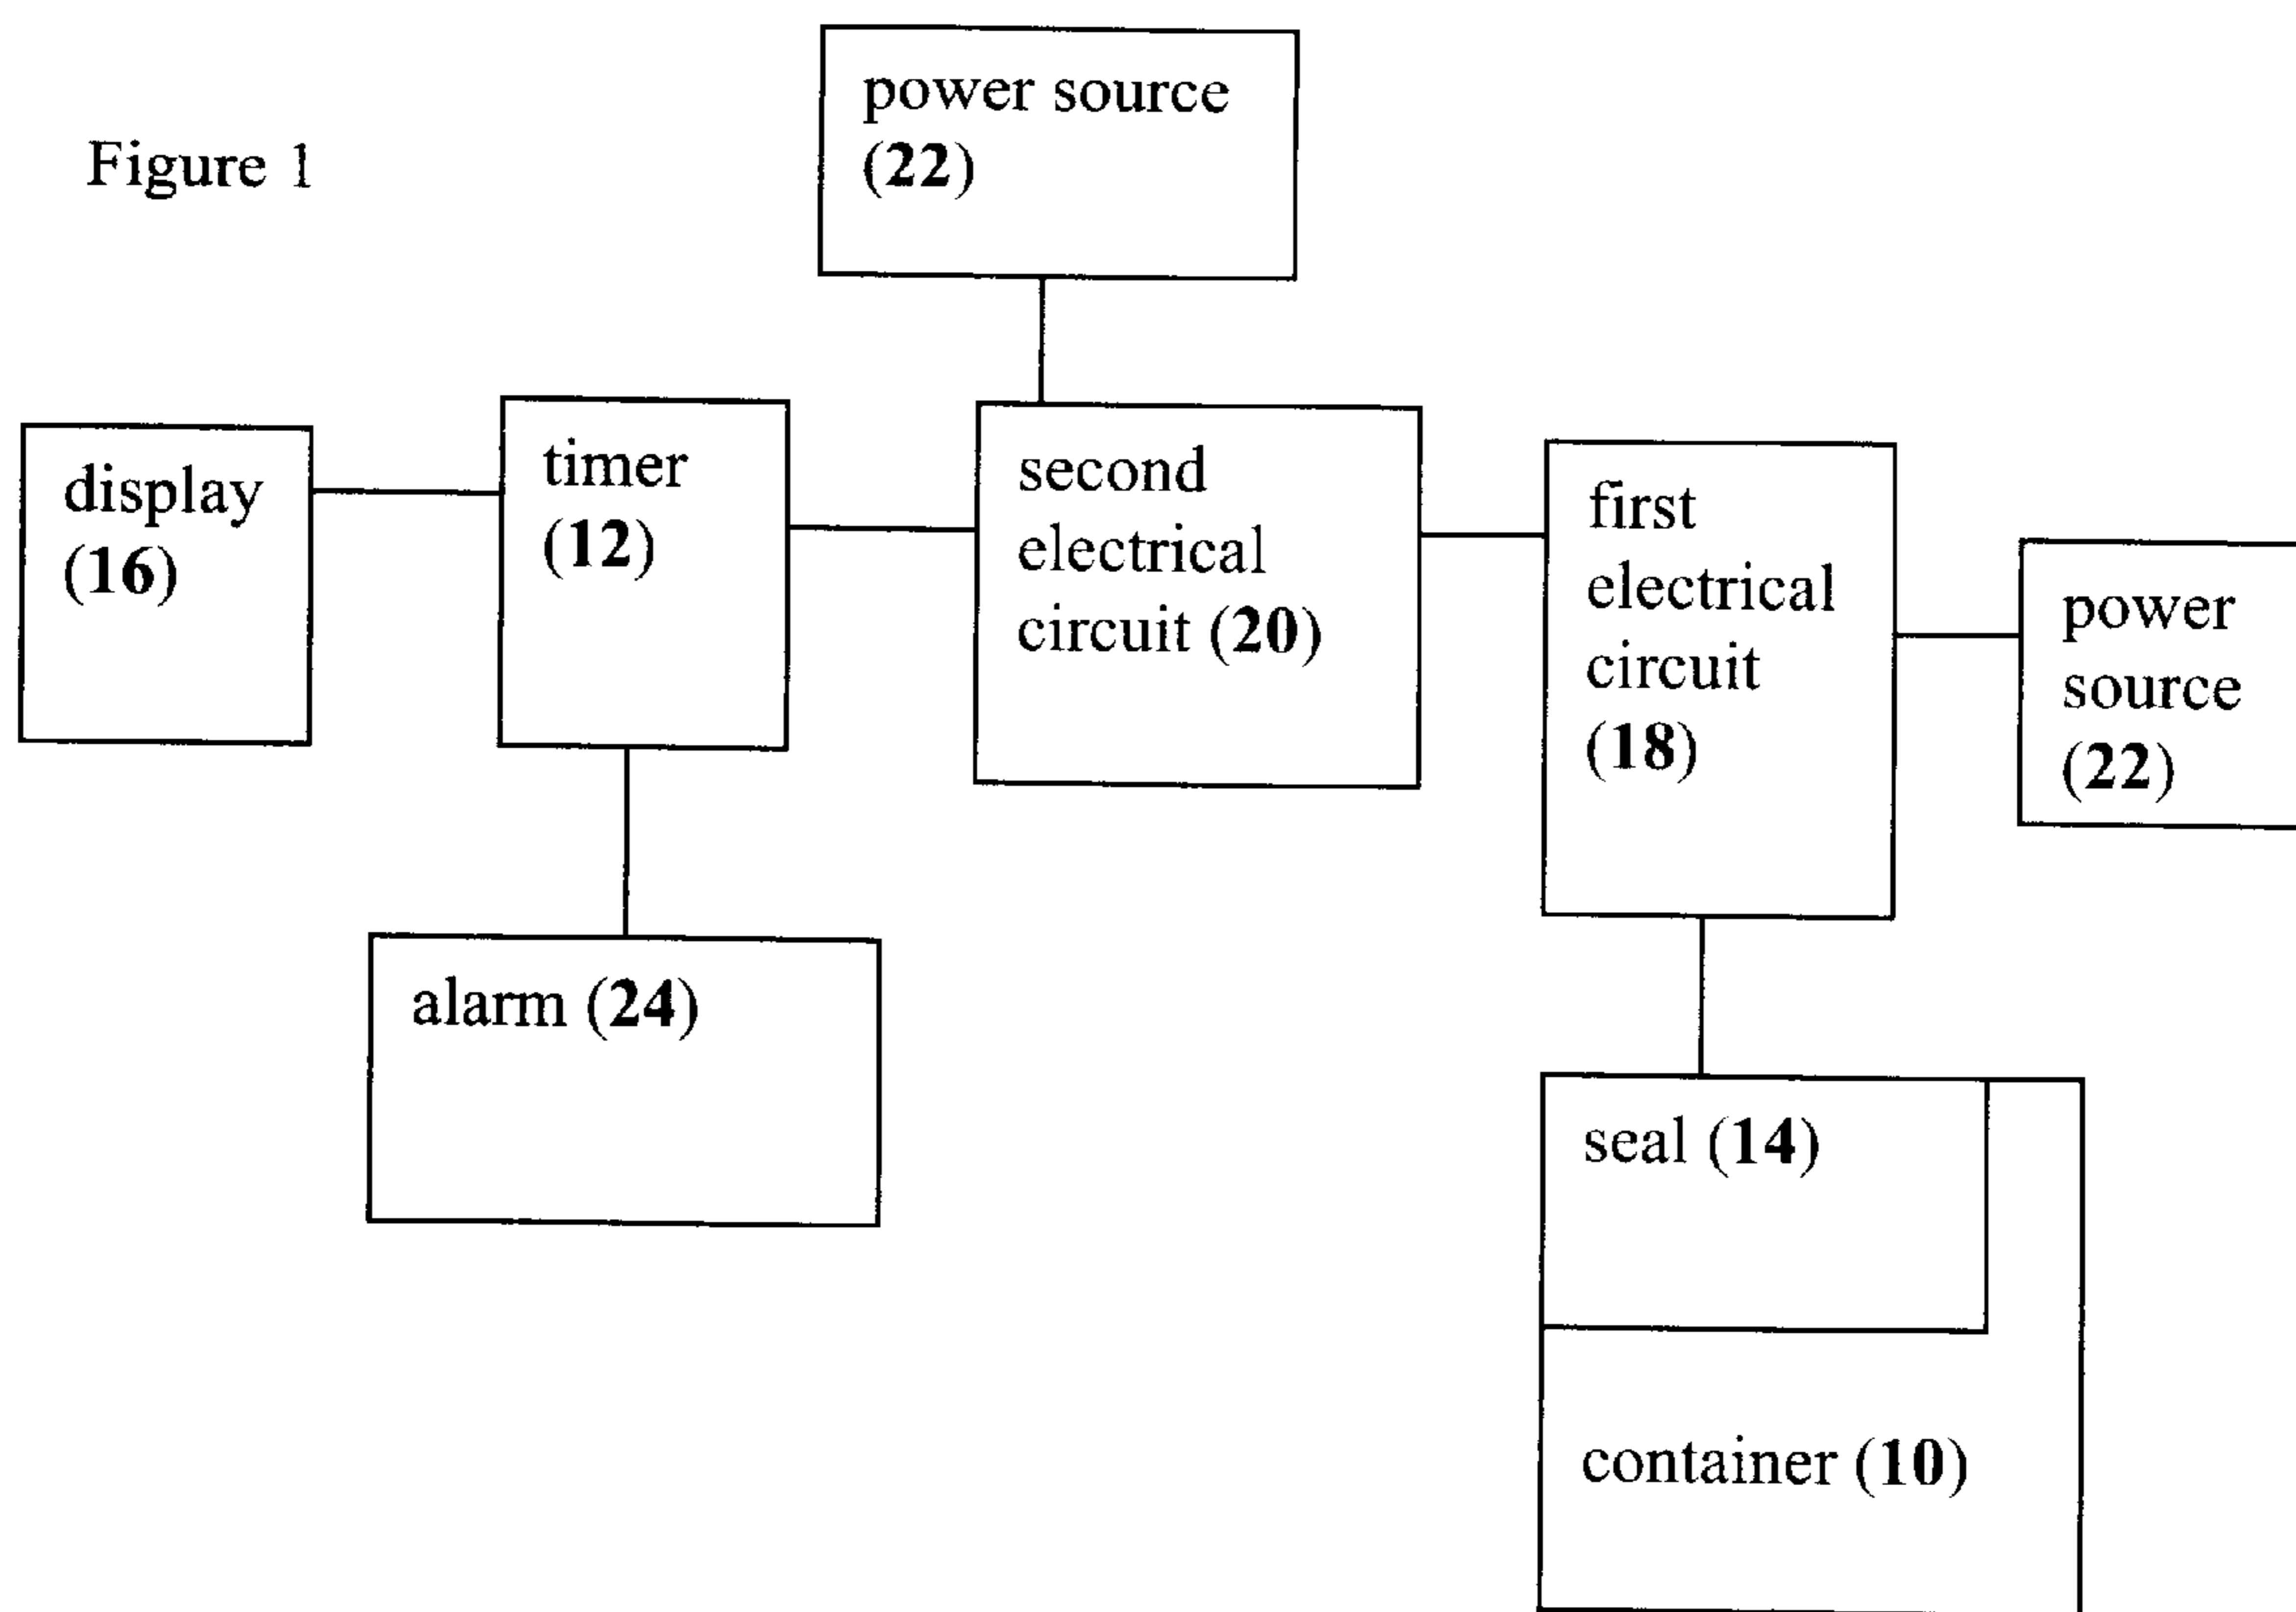 Figure 1
power source
(22)
display
(16)
timer
(12)
second
electrical
circuit (20)
first
electrical
circuit
(18)
power
source
(22)
alarm (24)
seal (14)
container (10)